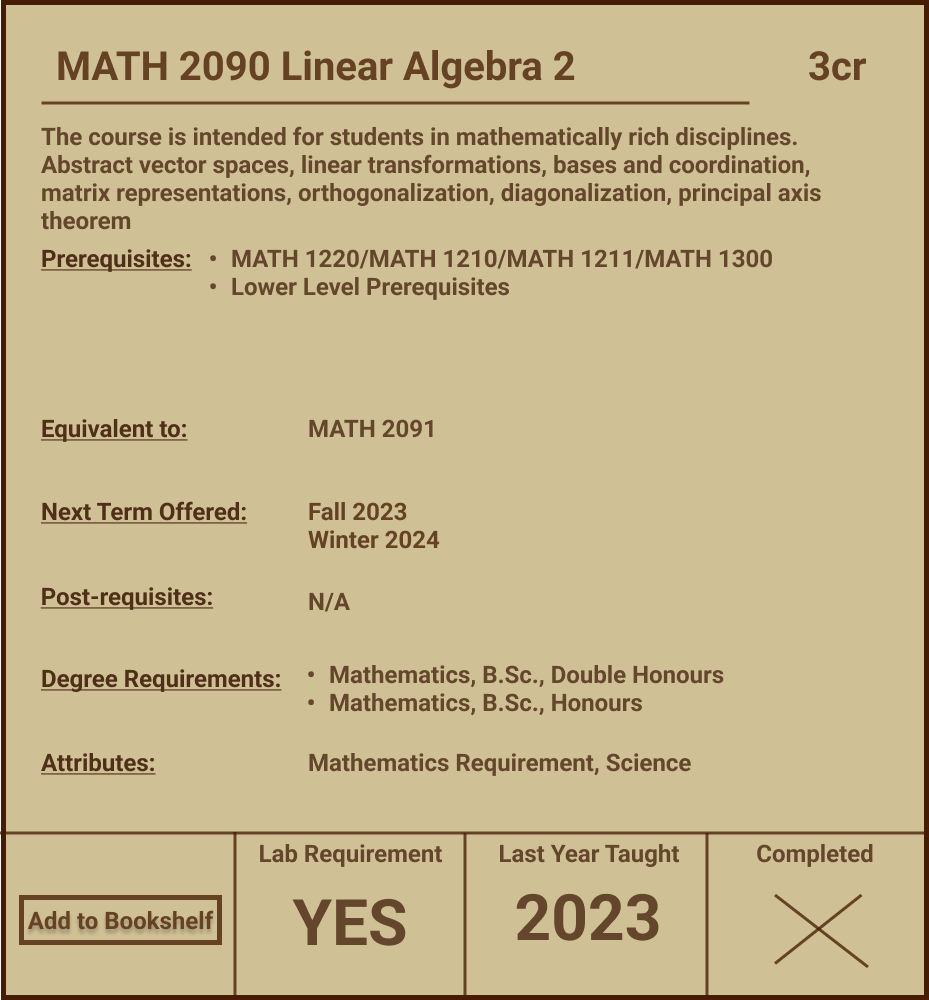 MATH 2090 Linear Algebra 2 3cr
The course is intended for students in mathematically rich disciplines.
Abstract vector spaces, linear transformations, bases and coordination,
matrix representations, orthogonalization, diagonalization, principal axis
theorem
Prerequisites: • MATH 1220/MATH 1210/MATH 1211/MATH 1300
• Lower Level Prerequisites
Equivalent to: MATH 2091
Next Term Offered: Fall 2023
Winter 2024
Post-requisites: N/A
Degree Requirements: • Mathematics, B.Sc., Double Honours
• Mathematics, B.Sc., Honours
Attributes: Mathematics Requirement, Science
Add to Bookshelf
Lab Requirement
YES
Last Year Taught
2023
Completed